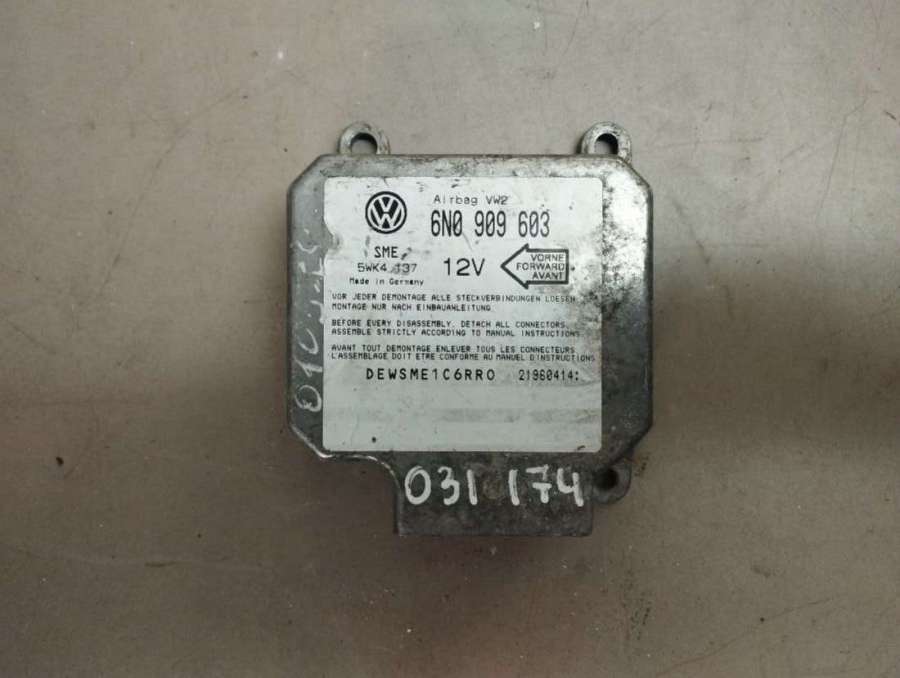 Airbag VW2
6N0 909 603
SME
5WK4 137
12V
VORNE
FORWARD
AVANT
Made in Germany
VOR JEDER DEMONTAGE ALLE STECKVERBINDUNGEN LOESEN
MONTAGE NUR NACH EINBAUANLEITUNG
BEFORE EVERY DISASSEMBLY, DETACH ALL CONNECTORS
ASSEMBLE STRICTLY ACCORDING TO MANUAL INSTRUCTIONS
AVANT TOUT DEMONTAGE ENLEVER TOUS LES CONNECTEURS
L'ASSEMBLAGE DOIT ETRE CONFORME AU MANUEL D'INSTRUCTIONS
DEWSME1C6RRO 21960414:
031 174